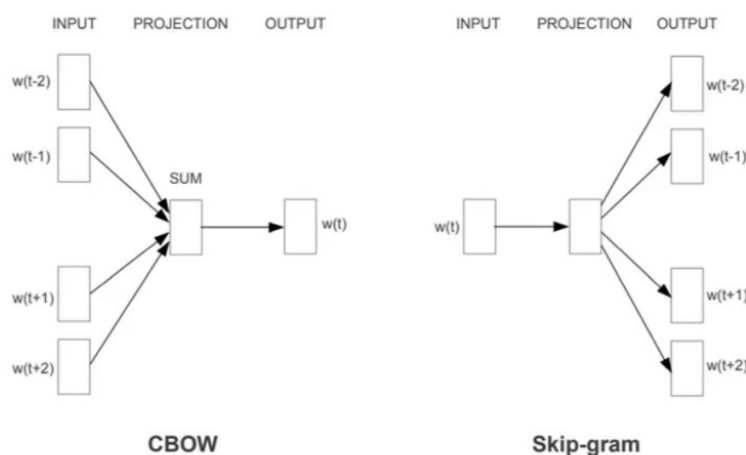 INPUT PROJECTION OUTPUT
w(t-2)
w(t-1)
SUM
w(t)
w(t+1)
w(t+2)
CBOW
INPUT PROJECTION OUTPUT
w(t-2)
w(t-1)
w(t)
w(t+1)
w(t+2)
Skip-gram